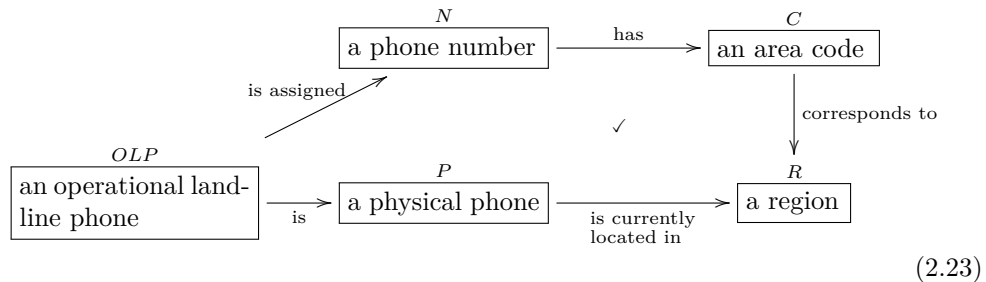 N
a phone number
has
C
an area code
is assigned
corresponds to
✓
OLP
an operational land-
line phone
is
P
a physical phone
is currently
located in
R
a region
(2.23)